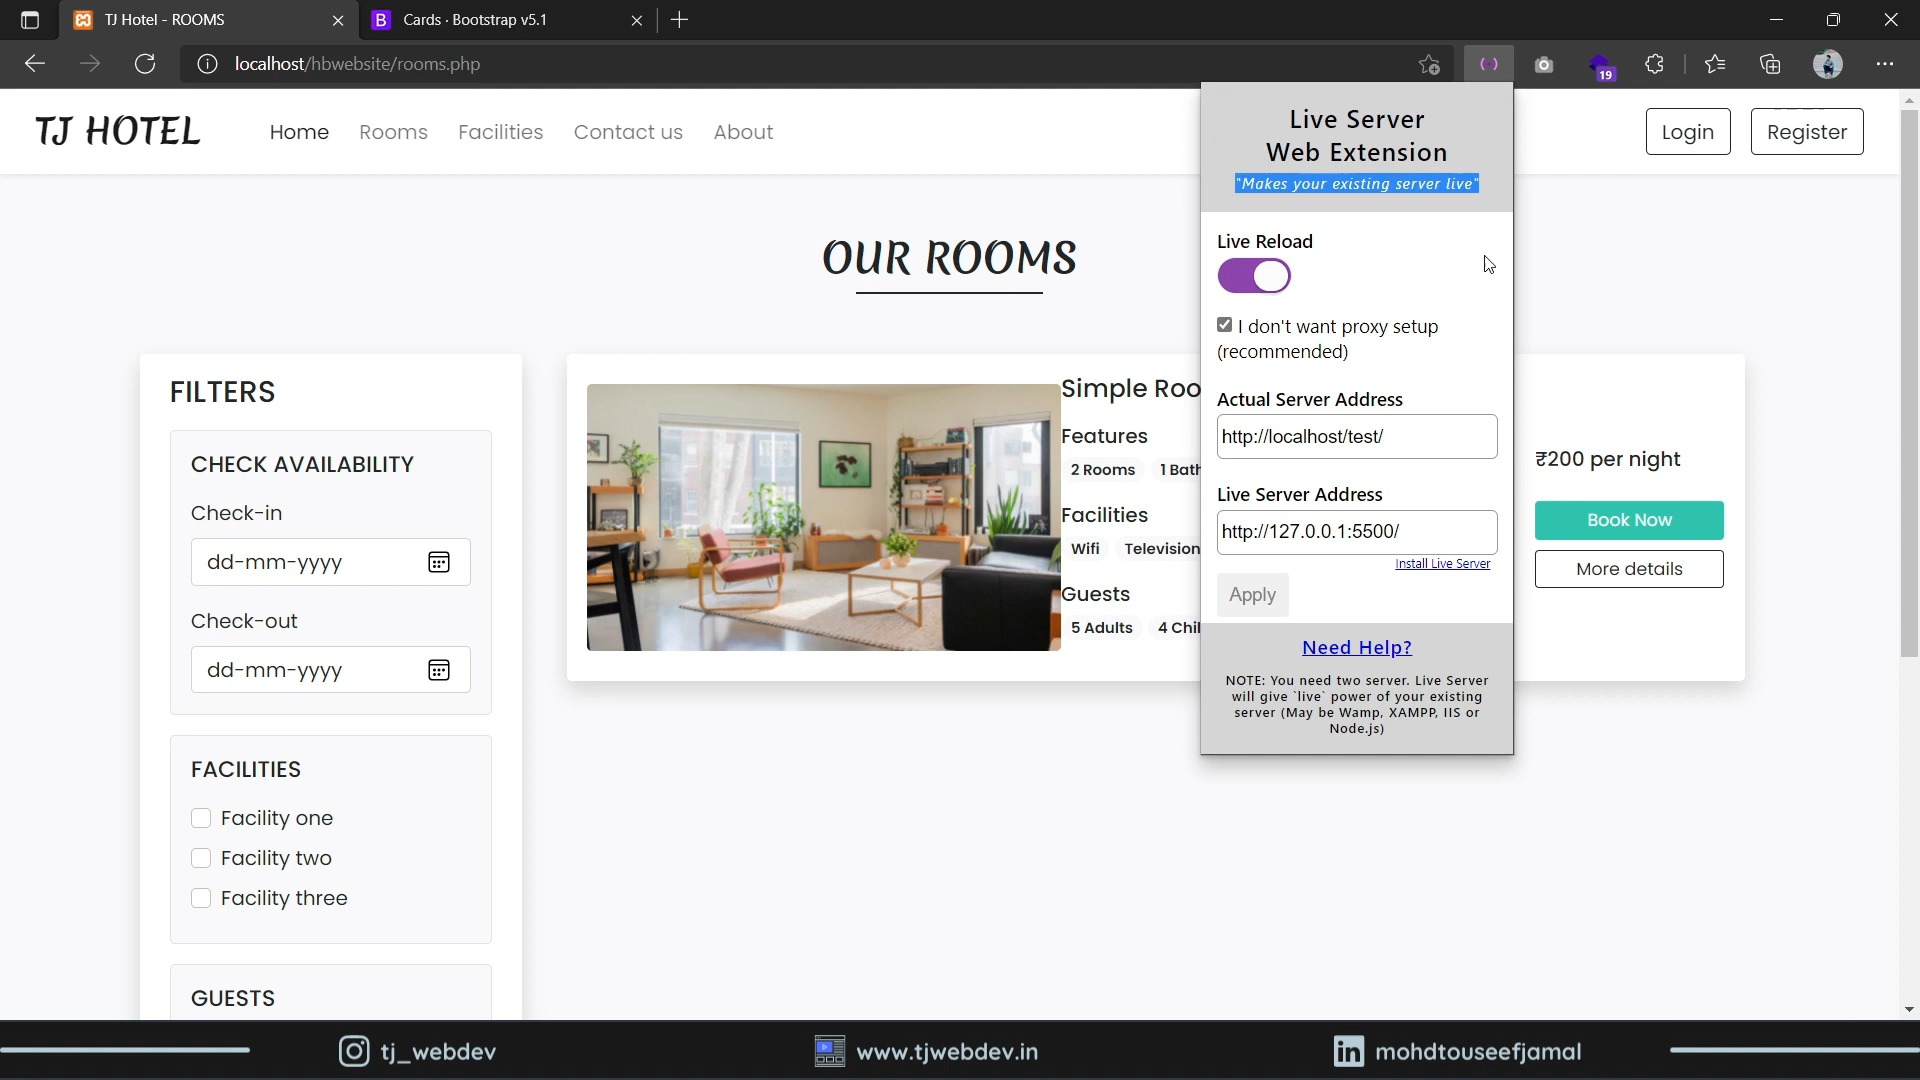 TJ Hotel - ROOMS
Cards · Bootstrap v5.1
localhost/hbwebsite/rooms.php
19
TJ HOTEL
Home
Rooms
Facilities
Contact us
About
Login
Register
OUR ROOMS
FILTERS
CHECK AVAILABILITY
Check-in
dd-mm-yyyy
Check-out
dd-mm-yyyy
FACILITIES
Facility one
Facility two
Facility three
GUESTS
Simple Roo
Features
2 Rooms
1 Bath
Facilities
Wifi
Television
Guests
5 Adults
4 Chil
₹200 per night
Book Now
More details
Live Server
Web Extension
"Makes your existing server live"
Live Reload
I don't want proxy setup
(recommended)
Actual Server Address
http://localhost/test/
Live Server Address
http://127.0.0.1:5500/
Install Live Server
Apply
Need Help?
NOTE: You need two server. Live Server
will give `live` power of your existing
server (May be Wamp, XAMPP, IIS or
Node.js)
tj_webdev
www.tjwebdev.in
mohdtouseefjamal